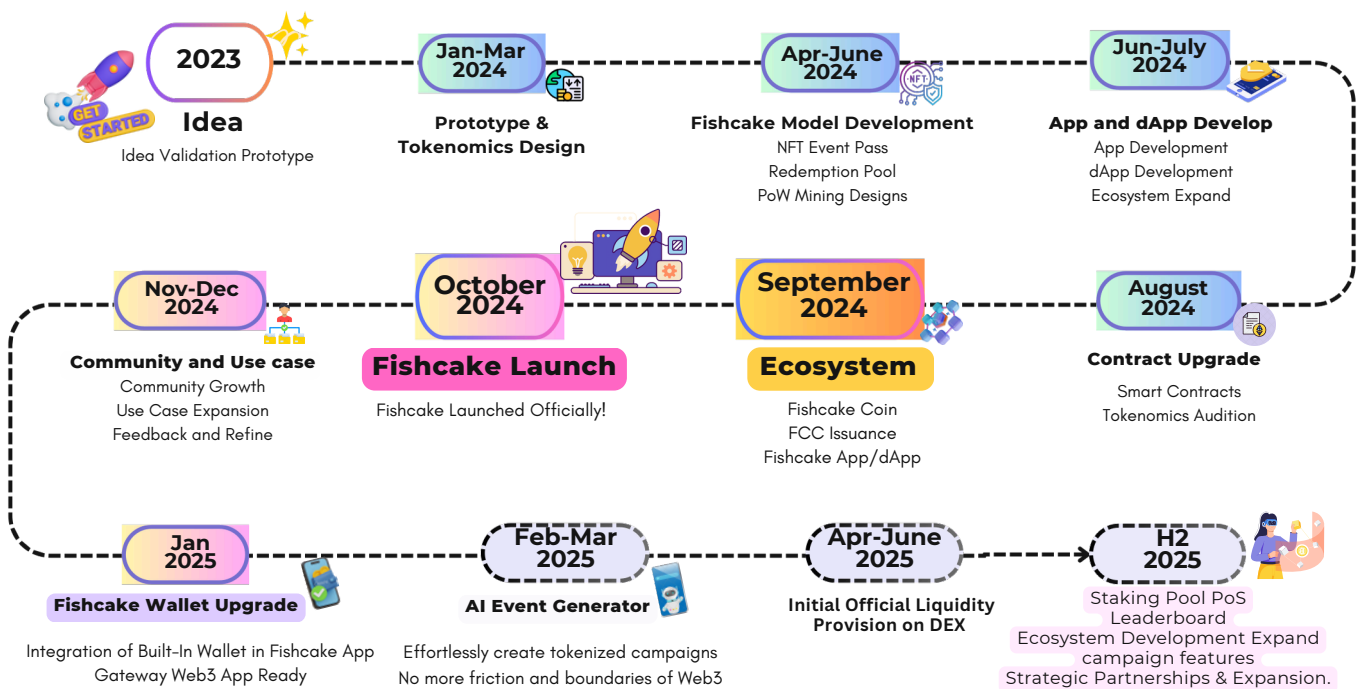 2023
GET
STARTED
Idea
Idea Validation Prototype
Jan-Mar
2024
Prototype &
Tokenomics Design
Apr-June
2024
NFT
Fishcake Model Development
NFT Event Pass
Redemption Pool
PoW Mining Designs
Jun-July
2024
App and dApp Develop
App Development
dApp Development
Ecosystem Expand
August
2024
Contract Upgrade
Smart Contracts
Tokenomics Audition
September
2024
Ecosystem
Fishcake Coin
FCC Issuance
Fishcake App/dApp
October
2024
Fishcake Launch
Fishcake Launched Officially!
Nov-Dec
2024
Community and Use case
Community Growth
Use Case Expansion
Feedback and Refine
Jan
2025
Fishcake Wallet Upgrade
Integration of Built-In Wallet in Fishcake App
Gateway Web3 App Ready
Feb-Mar
2025
AI Event Generator
Effortlessly create tokenized campaigns
No more friction and boundaries of Web3
Apr-June
2025
Initial Official Liquidity
Provision on DEX
H2
2025
Staking Pool PoS
Leaderboard
Ecosystem Development Expand
campaign features
Strategic Partnerships & Expansion.